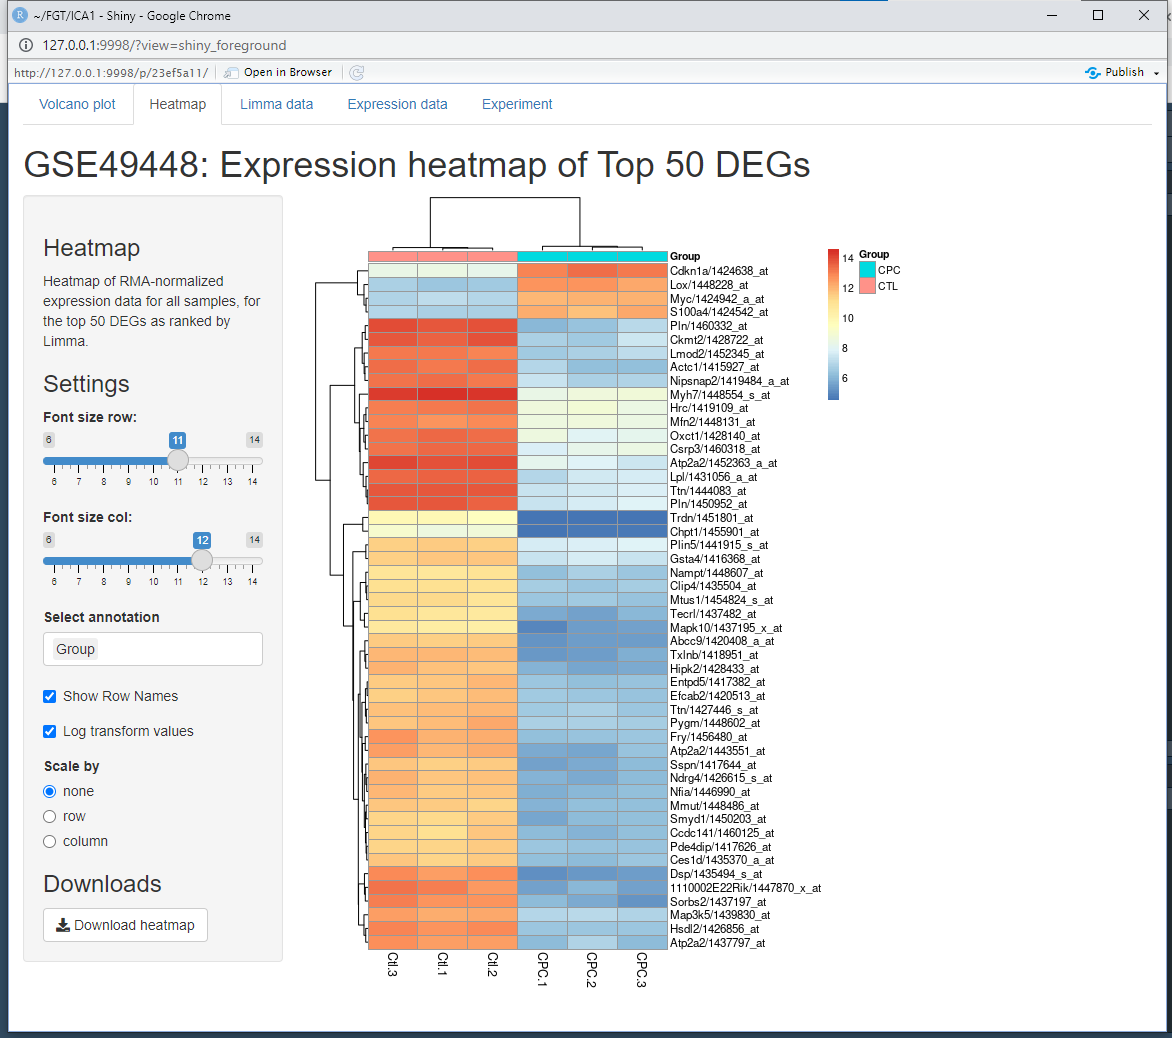 ~/FGT/ICA1 - Shiny - Google Chrome
127.0.0.1:9998/?view=shiny_foreground
http://127.0.0.1:9998/p/23ef5a11/ Open in Browser Publish
Volcano plot Heatmap Limma data Expression data Experiment
GSE49448: Expression heatmap of Top 50 DEGs
Heatmap
Heatmap of RMA-normalized
expression data for all samples, for
the top 50 DEGs as ranked by
Limma.
Settings
Font size row:
6 11 14
6 7 8 9 10 11 12 13 14
Font size col:
6 12 14
6 7 8 9 10 11 12 13 14
Select annotation
Group
Show Row Names
Log transform values
Scale by
none
row
column
Downloads
Download heatmap
Group
Cdkn1a/1424638_at
Lox/1448228_at
Myc/1424942_a_at
S100a4/1424542_at
Pln/1460332_at
Ckmt2/1428722_at
Lmod2/1452345_at
Actc1/1415927_at
Nipsnap2/1419484_a_at
Myh7/1448554_s_at
Hrc/1419109_at
Mfn2/1448131_at
Oxct1/1428140_at
Csrp3/1460318_at
Atp2a2/1452363_a_at
Lpl/1431056_a_at
Ttn/1444083_at
Pln/1450952_at
Trdn/1451801_at
Chpt1/1455901_at
Plin5/1441915_s_at
Gsta4/1416368_at
Nampt/1448607_at
Clip4/1435504_at
Mtus1/1454824_s_at
Tecrl/1437482_at
Mapk10/1437195_x_at
Abcc9/1420408_a_at
Txlnb/1418951_at
Hipk2/1428433_at
Entpd5/1417382_at
Efcab2/1420513_at
Ttn/1427446_s_at
Pygm/1448602_at
Fry/1456480_at
Atp2a2/1443551_at
Sspn/1417644_at
Ndrg4/1426615_s_at
Nfia/1446990_at
Mmut/1448486_at
Smyd1/1450203_at
Ccdc141/1460125_at
Pde4dip/1417626_at
Ces1d/1435370_a_at
Dsp/1435494_s_at
1110002E22Rik/1447870_x_at
Sorbs2/1437197_at
Map3k5/1439830_at
Hsdl2/1426856_at
Atp2a2/1437797_at
Ctl.3 Ctl.1 Ctl.2 CPC.1 CPC.2 CPC.3
14
12
10
8
6
Group
CPC
CTL